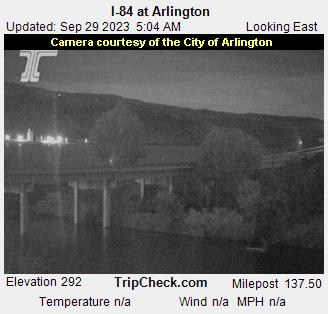 I-84 at Arlington
Updated: Sep 29 2023 5:04 AM Looking East
Camera courtesy of the City of Arlington
Elevation 292 TripCheck.com Milepost 137.50
Temperature n/a Wind n/a MPH n/a